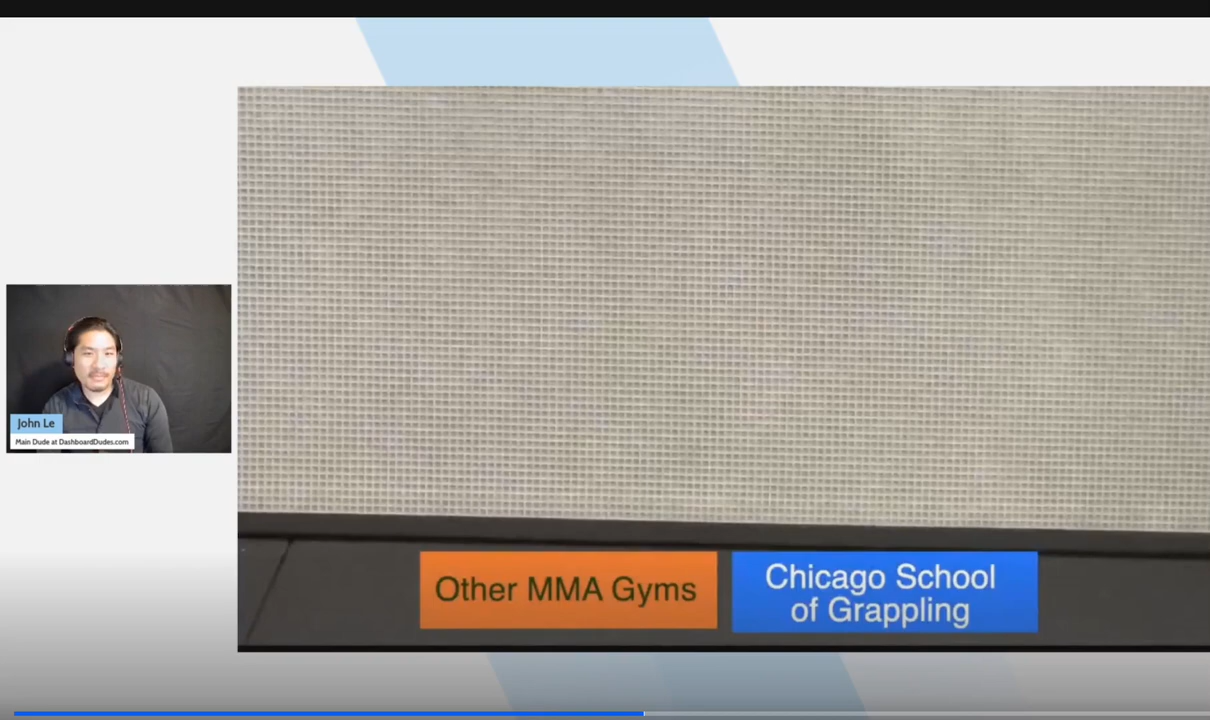 John Le
Main Dude at DashboardDudes.com
Other MMA Gyms
Chicago School
of Grappling